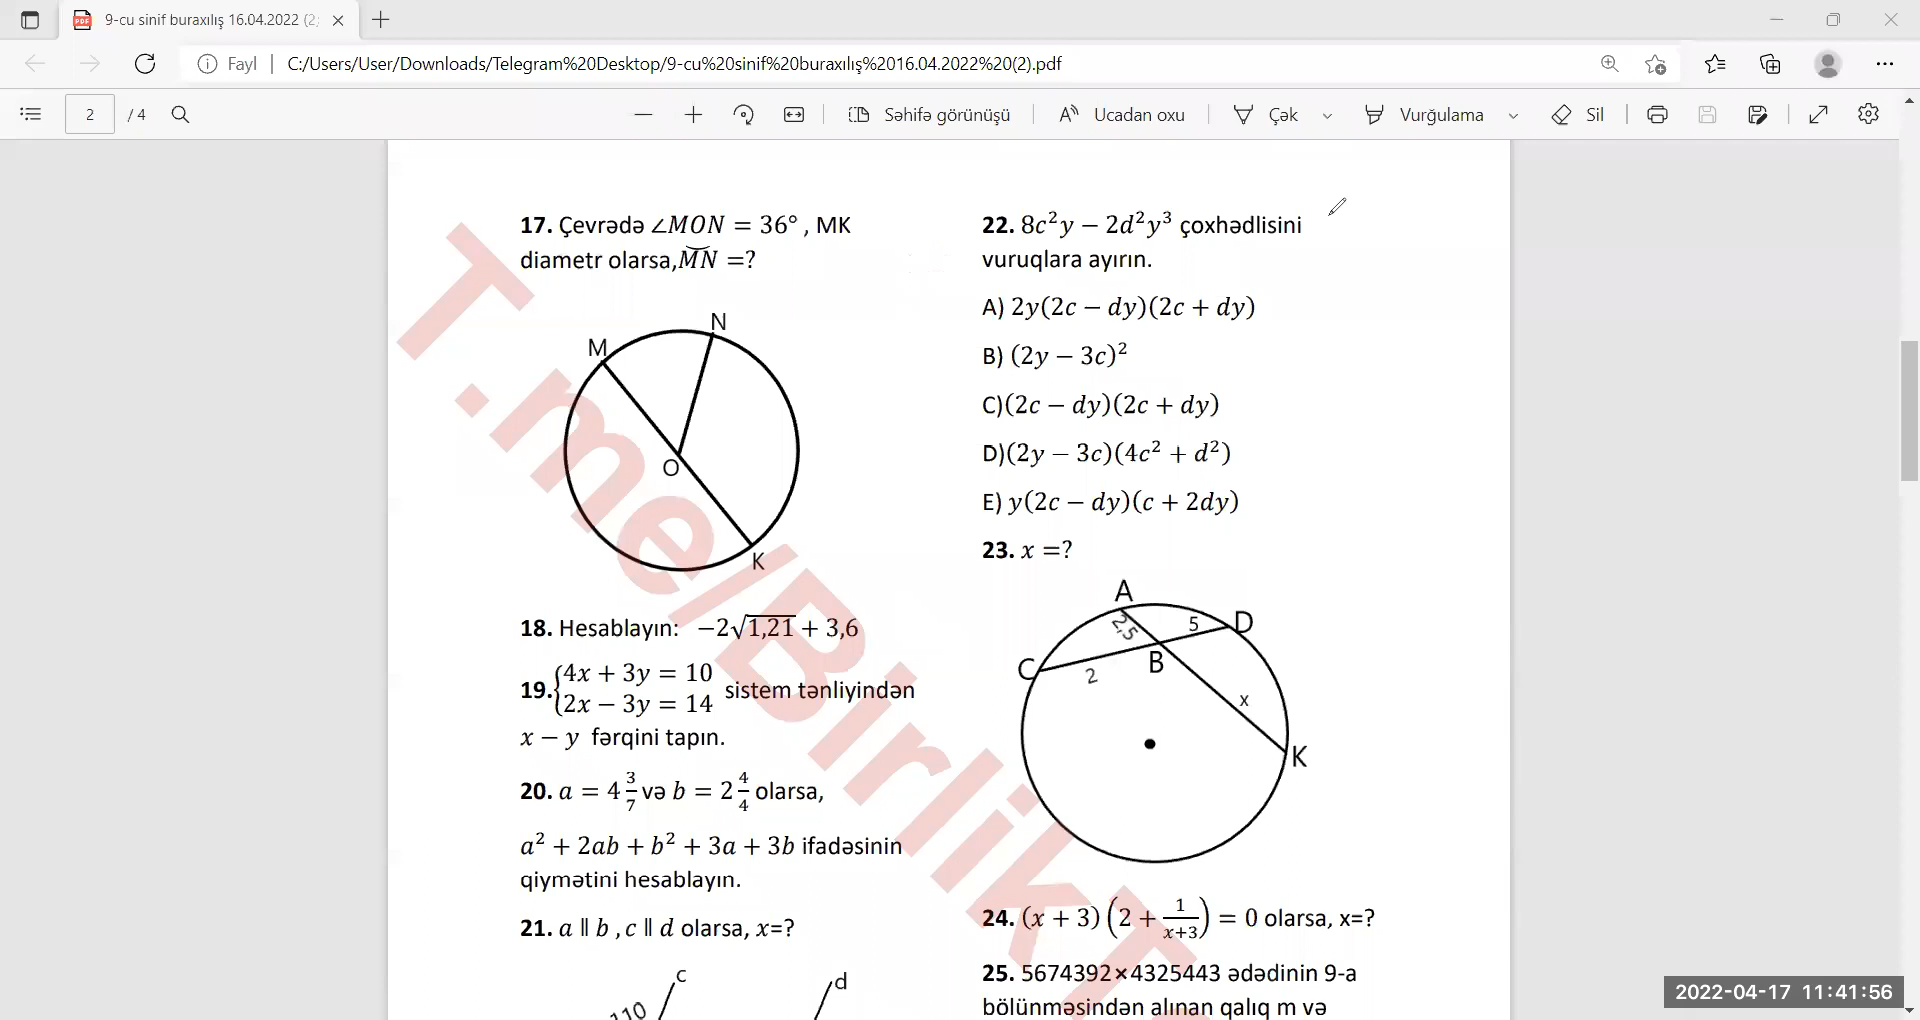 9-cu sinif buraxılış 16.04.2022 (2
Fayl
C:/Users/User/Downloads/Telegram%20Desktop/9-cu%20sinif%20buraxılış%2016.04.2022%20(2).pdf
2 / 4
Səhifə görünüşü
Ucadan oxu
Çək
Vurğulama
Sil
17. Çevrədə ∠MON = 36° , MK
diametr olarsa, M͡N =?
N
M
O
K
18. Hesablayın: −2√1,21 + 3,6
19. {4x + 3y = 10
{2x − 3y = 14 sistem tənliyindən
x − y fərqini tapın.
20. a = 4 3/7 və b = 2 4/4 olarsa,
a² + 2ab + b² + 3a + 3b ifadəsinin
qiymətini hesablayın.
21. a ∥ b , c ∥ d olarsa, x=?
c
d
110
22. 8c²y − 2d²y³ çoxhədlisini
vuruqlara ayırın.
A) 2y(2c − dy)(2c + dy)
B) (2y − 3c)²
C)(2c − dy)(2c + dy)
D)(2y − 3c)(4c² + d²)
E) y(2c − dy)(c + 2dy)
23. x =?
A
2,5
5
D
C
2
B
x
K
24. (x + 3)(2 + 1/(x+3)) = 0 olarsa, x=?
25. 5674392×4325443 ədədinin 9-a
bölünməsindən alınan qalıq m və
T.me/BirlikT
2022-04-17 11:41:56